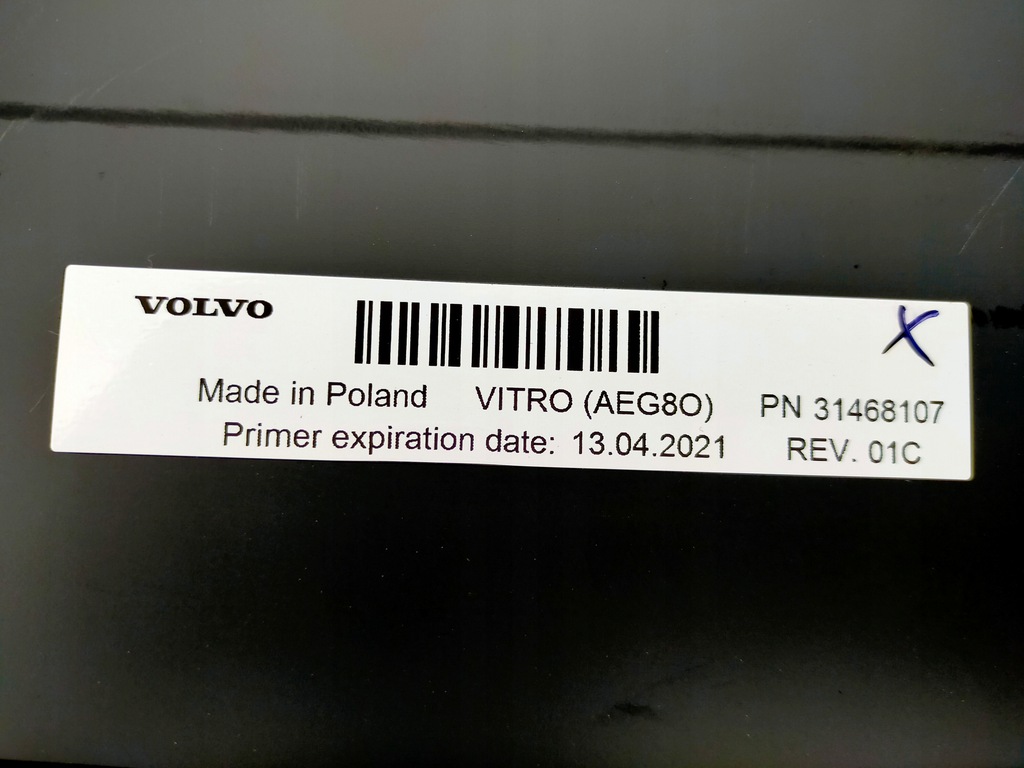 VOLVO
X
Made in Poland VITRO (AEG8O) PN 31468107
Primer expiration date: 13.04.2021 REV. 01C